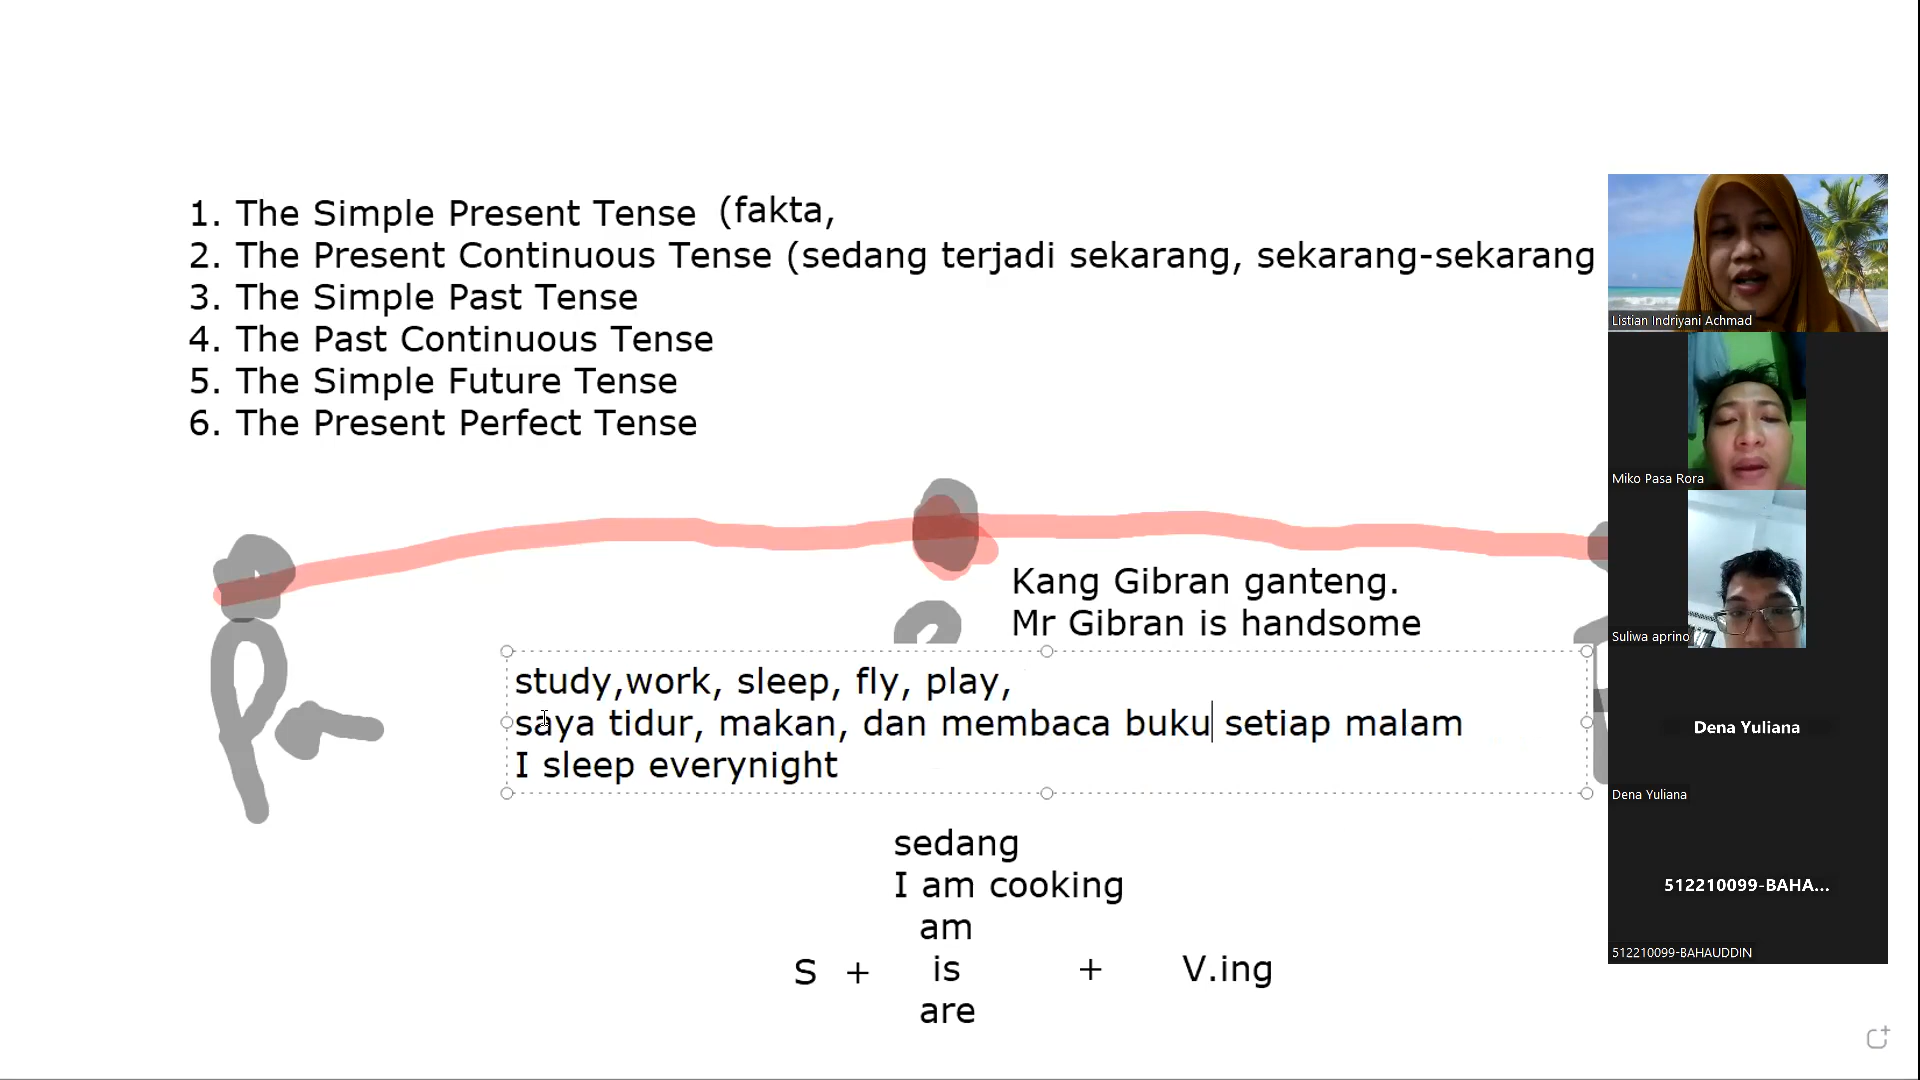 1. The Simple Present Tense (fakta,
2. The Present Continuous Tense (sedang terjadi sekarang, sekarang-sekarang
3. The Simple Past Tense
4. The Past Continuous Tense
5. The Simple Future Tense
6. The Present Perfect Tense
Kang Gibran ganteng.
Mr Gibran is handsome
study,work, sleep, fly, play,
saya tidur, makan, dan membaca buku setiap malam
I sleep everynight
sedang
I am cooking
am
S + is + V.ing
are
Listian Indriyani Achmad
Miko Pasa Rora
Suliwa aprino
Dena Yuliana
Dena Yuliana
512210099-BAHA...
512210099-BAHAUDDIN